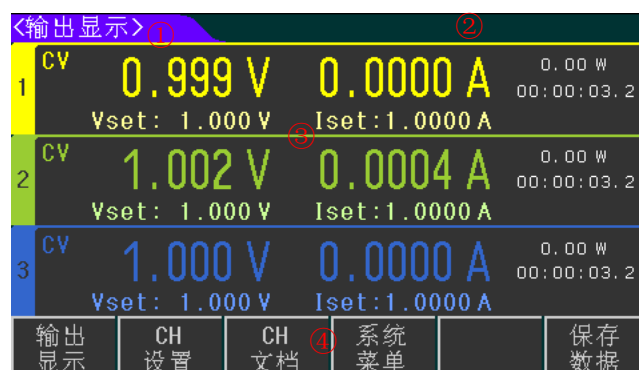 <输出显示> ① ②
CV
1 0.999 V 0.0000 A 0.00 W
00:00:03.2
Vset: 1.000 V Iset:1.0000 A
③
CV
2 1.002 V 0.0004 A 0.00 W
00:00:03.2
Vset: 1.000 V Iset:1.0000 A
CV
3 1.000 V 0.0000 A 0.00 W
00:00:03.2
Vset: 1.000 V Iset:1.0000 A
输出 CH CH ④ 系统 保存
显示 设置 文档 菜单 数据